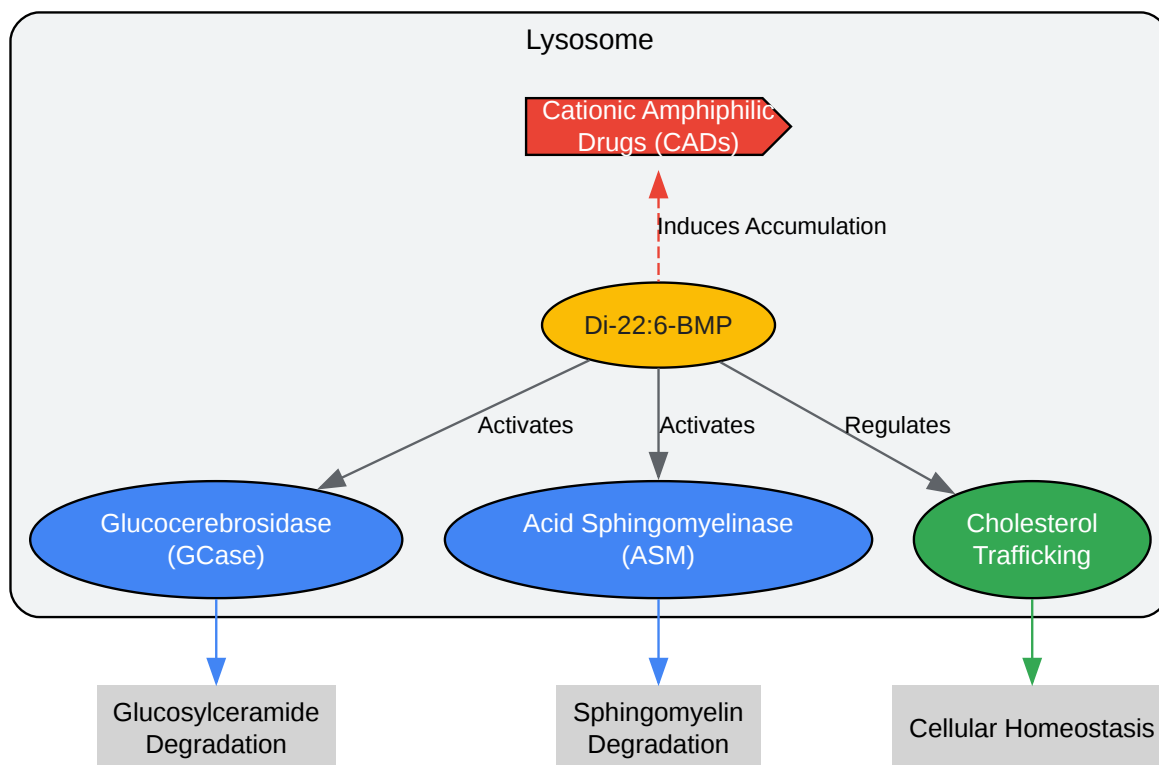 Lysosome
Cationic Amphiphilic
Drugs (CADs)
Induces Accumulation
Di-22:6-BMP
Activates
Activates
Regulates
Glucocerebrosidase
(GCase)
Acid Sphingomyelinase
(ASM)
Cholesterol
Trafficking
Glucosylceramide
Degradation
Sphingomyelin
Degradation
Cellular Homeostasis